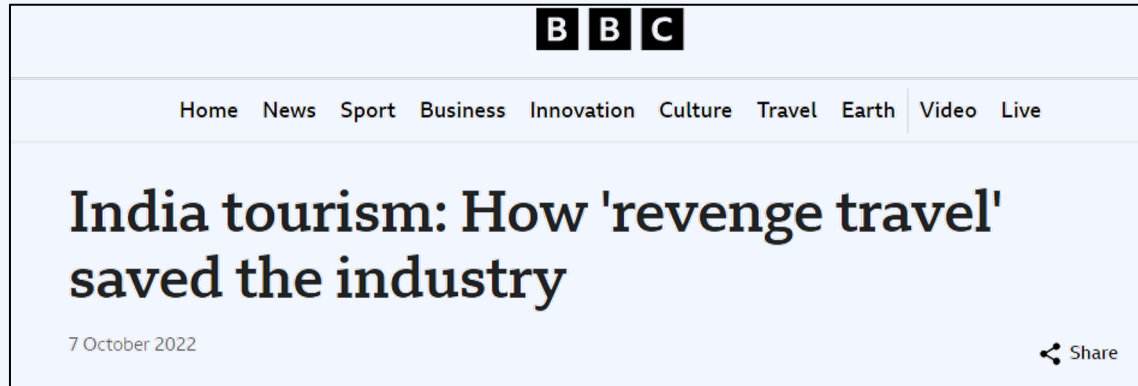 BBC
Home News Sport Business Innovation Culture Travel Earth Video Live
India tourism: How 'revenge travel'
saved the industry
7 October 2022
Share